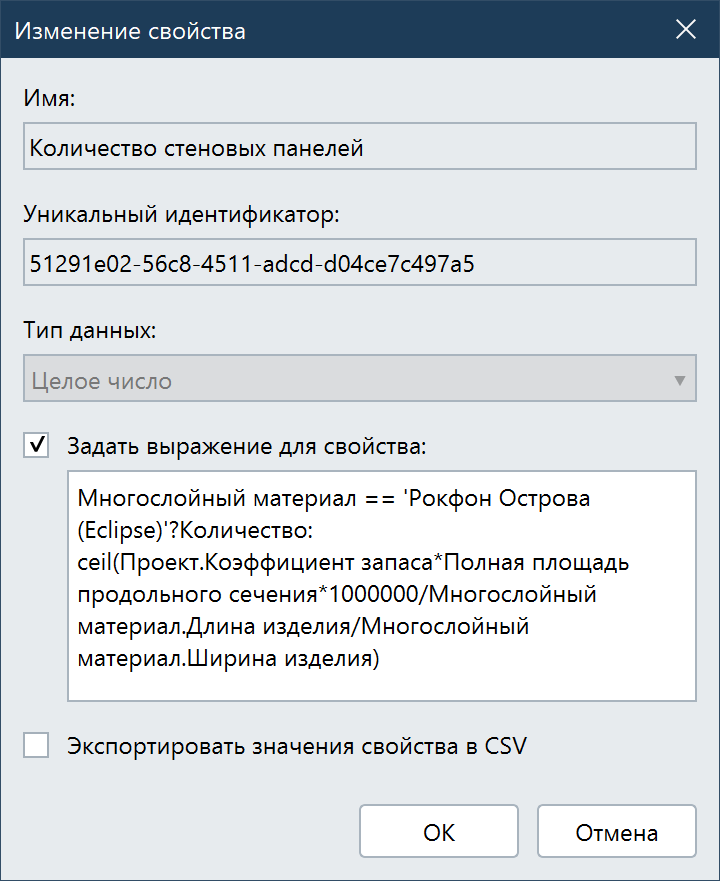 Изменение свойства
Имя:
Количество стеновых панелей
Уникальный идентификатор:
51291e02-56c8-4511-adcd-d04ce7c497a5
Тип данных:
Целое число
Задать выражение для свойства:
Многослойный материал == 'Рокфон Острова
(Eclipse)'?Количество:
ceil(Проект.Коэффициент запаса*Полная площадь
продольного сечения*1000000/Многослойный
материал.Длина изделия/Многослойный
материал.Ширина изделия)
Экспортировать значения свойства в CSV
ОК
Отмена